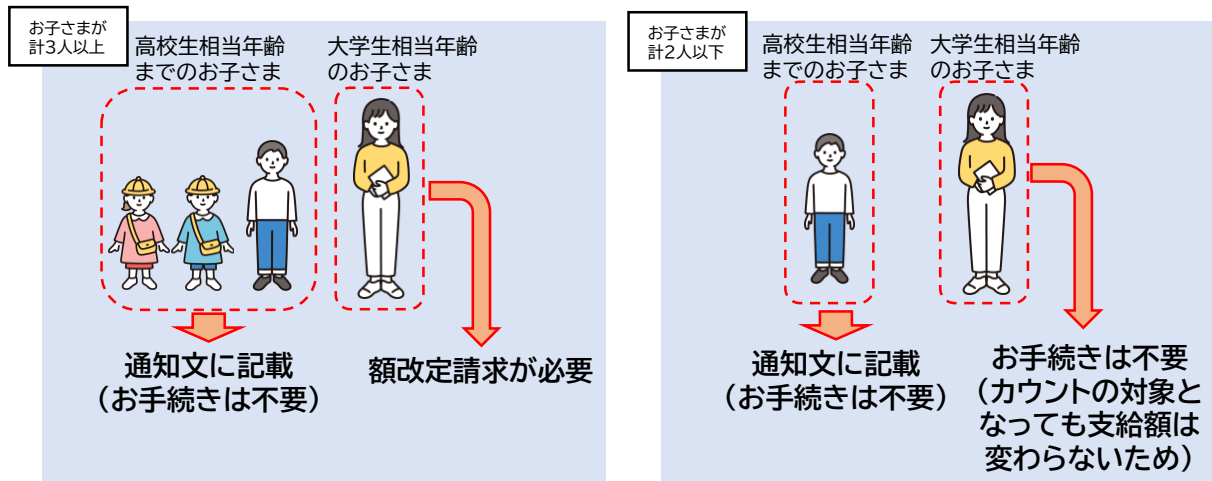 お子さまが
計3人以上
高校生相当年齢
までのお子さま
大学生相当年齢
のお子さま
通知文に記載
（お手続きは不要）
額改定請求が必要
お子さまが
計2人以下
高校生相当年齢
までのお子さま
大学生相当年齢
のお子さま
通知文に記載
（お手続きは不要）
お手続きは不要
（カウントの対象と
なっても支給額は
変わらないため）